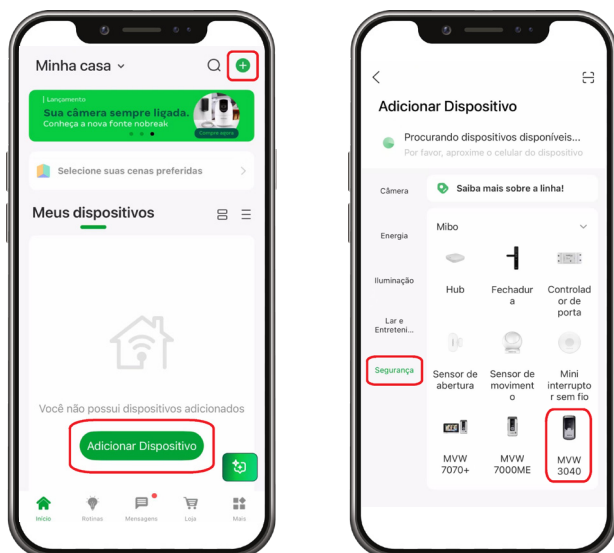 Minha casa
| Lançamento
Sua câmera sempre ligada.
Conheça a nova fonte nobreak
Compre agora
Selecione suas cenas preferidas
Meus dispositivos
Você não possui dispositivos adicionados
Adicionar Dispositivo
Início
Rotinas
Mensagens
Loja
Mais
Adicionar Dispositivo
Procurando dispositivos disponíveis...
Por favor, aproxime o celular do dispositivo
Câmera
Energia
Iluminação
Lar e
Entreteni...
Segurança
Saiba mais sobre a linha!
Mibo
Hub
Fechadur
a
Controlad
or de
porta
Sensor de
abertura
Sensor de
moviment
o
Mini
interrupto
r sem fio
MVW
7070+
MVW
7000ME
MVW
3040